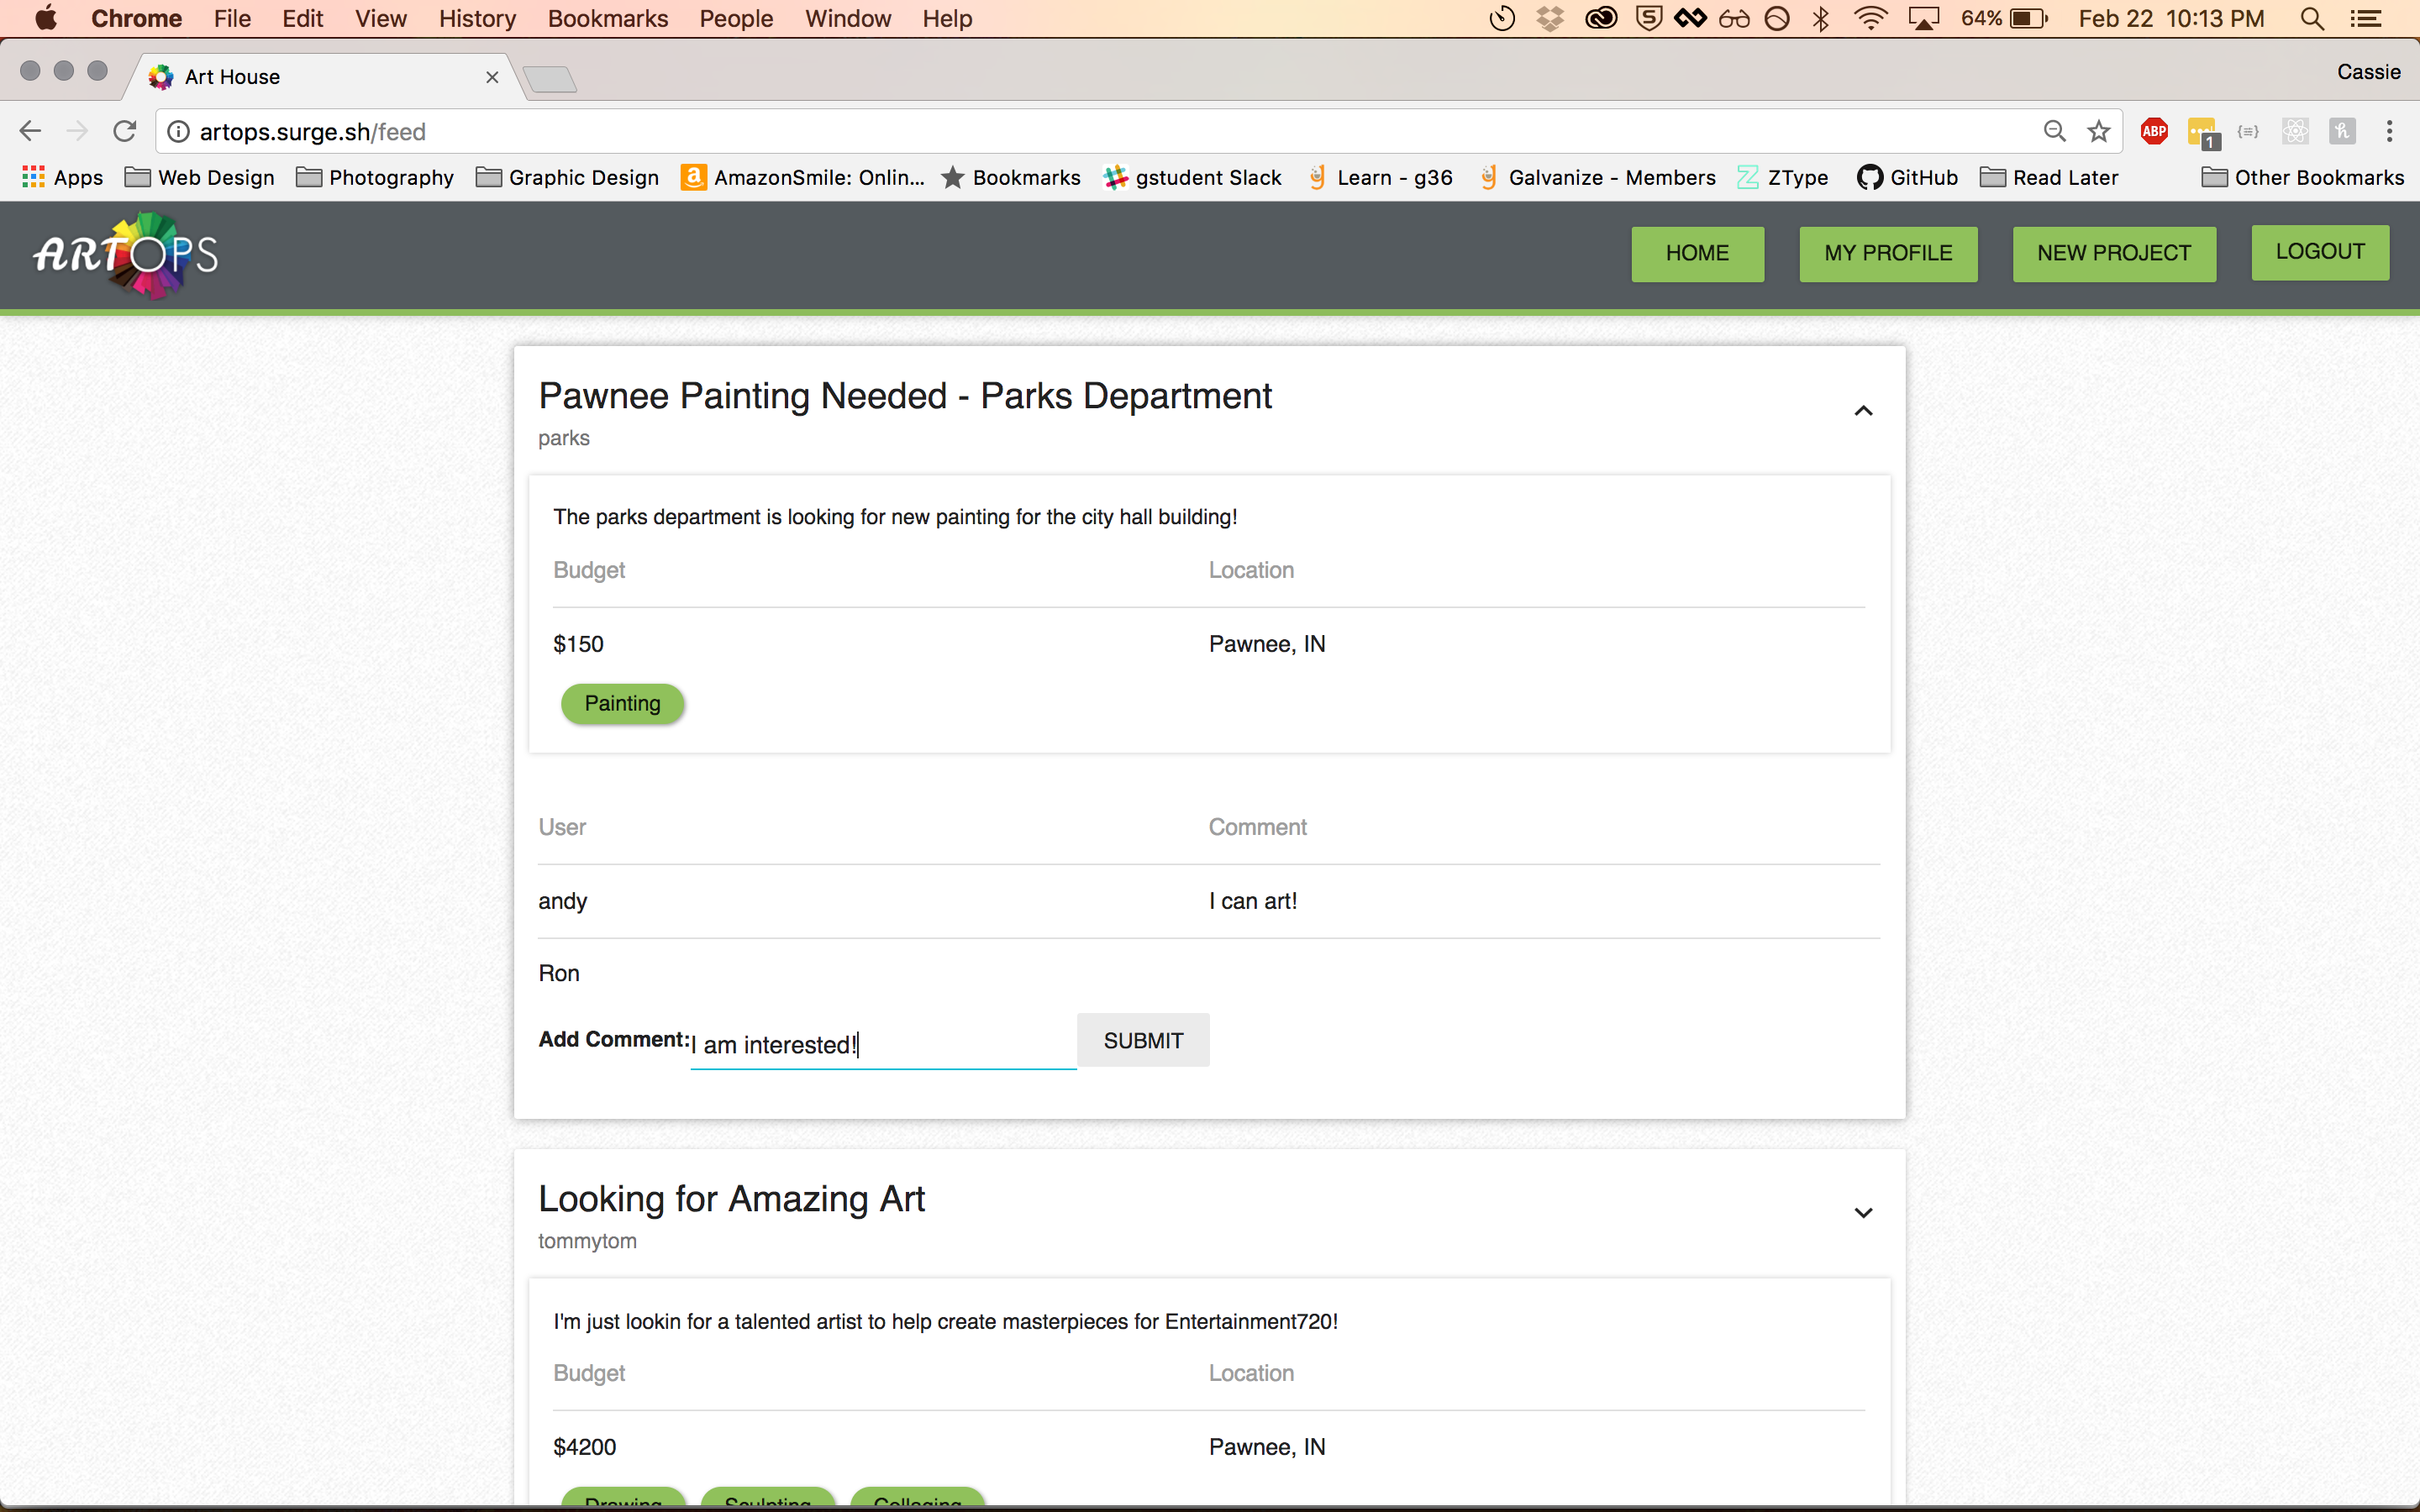 Chrome File Edit View History Bookmarks People Window Help 64% Feb 22 10:13 PM
Art House Cassie
artops.surge.sh/feed ABP 1
Apps Web Design Photography Graphic Design AmazonSmile: Onlin... Bookmarks gstudent Slack Learn - g36 Galvanize - Members ZType GitHub Read Later Other Bookmarks
ARTOPS HOME MY PROFILE NEW PROJECT LOGOUT
Pawnee Painting Needed - Parks Department
parks
The parks department is looking for new painting for the city hall building!
Budget Location
$150 Pawnee, IN
Painting
User Comment
andy I can art!
Ron
Add Comment: I am interested! SUBMIT
Looking for Amazing Art
tommytom
I'm just lookin for a talented artist to help create masterpieces for Entertainment720!
Budget Location
$4200 Pawnee, IN
Drawing Sculpting Collaging